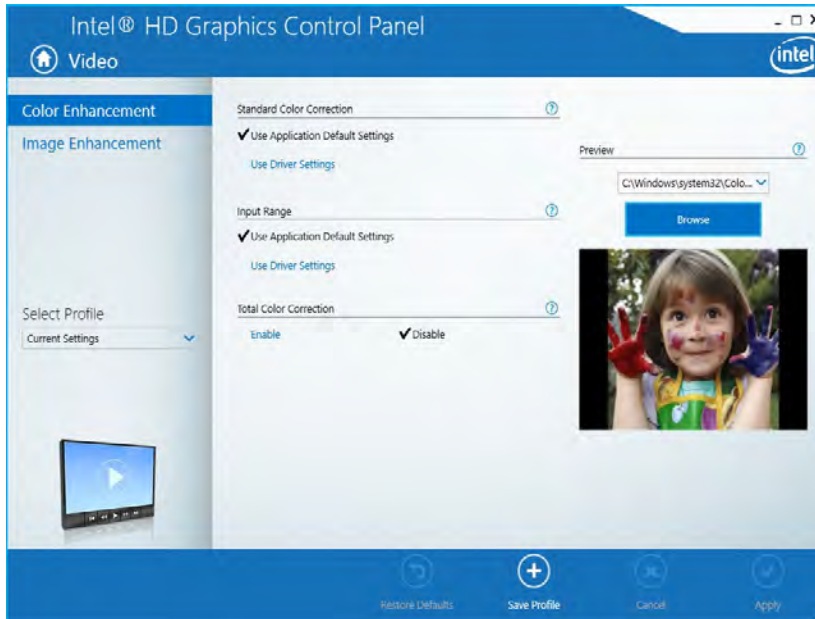 Intel® HD Graphics Control Panel
Video
intel
Color Enhancement
Image Enhancement
Select Profile
Current Settings
Standard Color Correction
Use Application Default Settings
Use Driver Settings
Input Range
Use Application Default Settings
Use Driver Settings
Total Color Correction
Enable
Disable
Preview
C:\Windows\system32\Colo...
Browse
Restore Defaults
Save Profile
Cancel
Apply